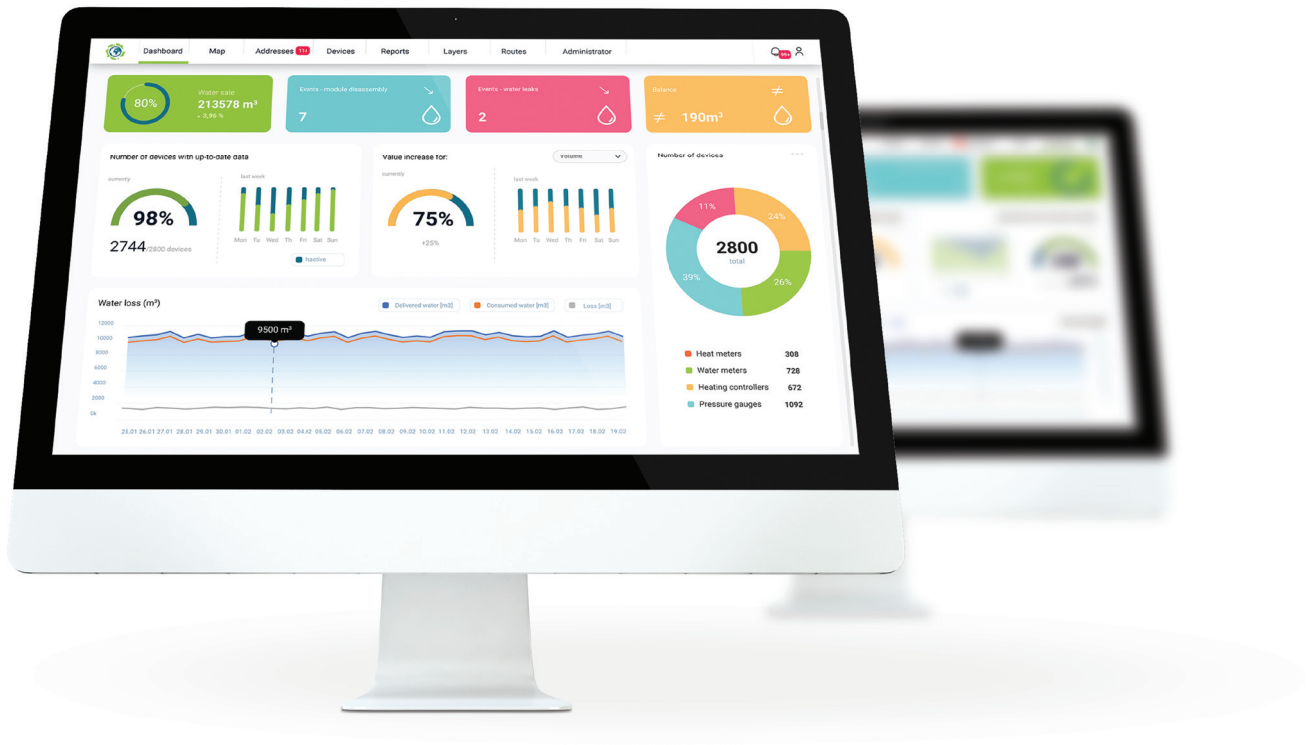 Dashboard
Map
Addresses
Devices
Reports
Layers
Routes
Administrator
99+
80%
Water sale
213578 m³
3,96 %
Events - module disassembly
7
Events - water leaks
2
Balance
≠ 190m³
Number of devices with up-to-date data
currently
98%
2744/2800 devices
last week
Mon Tu Wed Th Fri Sat Sun
Inactive
Value increase for:
Volume
currently
75%
+25%
last week
Mon Tu Wed Th Fri Sat Sun
Number of devices
11%
24%
2800
total
39%
26%
Heat meters 308
Water meters 728
Heating controllers 672
Pressure gauges 1092
Water loss (m³)
Delivered water [m3]
Consumed water [m3]
Loss [m3]
9500 m³
12000
10000
8000
6000
4000
2000
0k
25.01 26.01 27.01 28.01 29.01 30.01 01.02 02.02 03.02 04.02 05.02 06.02 07.02 08.02 09.02 10.02 11.02 12.02 13.02 14.02 15.02 16.02 17.02 18.02 19.02